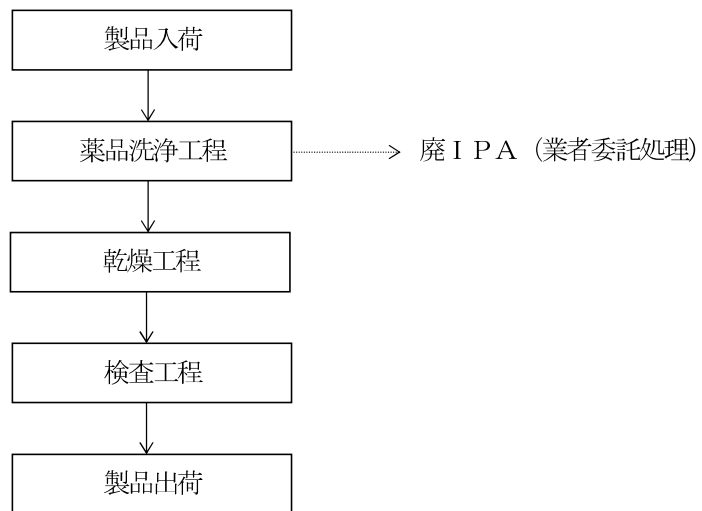 製品入荷
薬品洗浄工程
廃ＩＰＡ（業者委託処理）
乾燥工程
検査工程
製品出荷